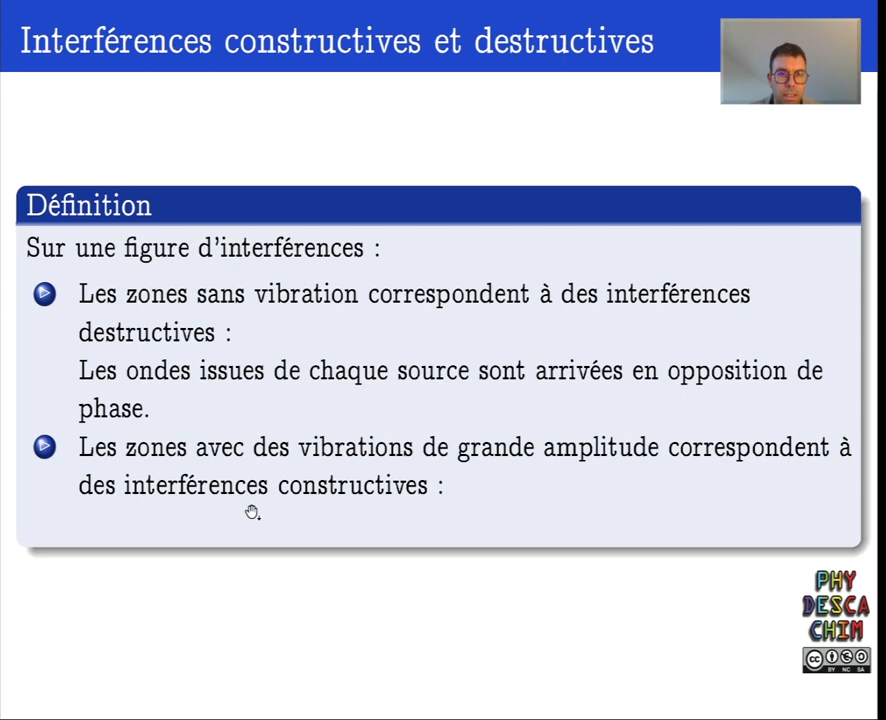 Interférences constructives et destructives
Définition
Sur une figure d'interférences :
Les zones sans vibration correspondent à des interférences
destructives :
Les ondes issues de chaque source sont arrivées en opposition de
phase.
Les zones avec des vibrations de grande amplitude correspondent à
des interférences constructives :
PHY
DESCA
CHIM
cc
BY NC SA